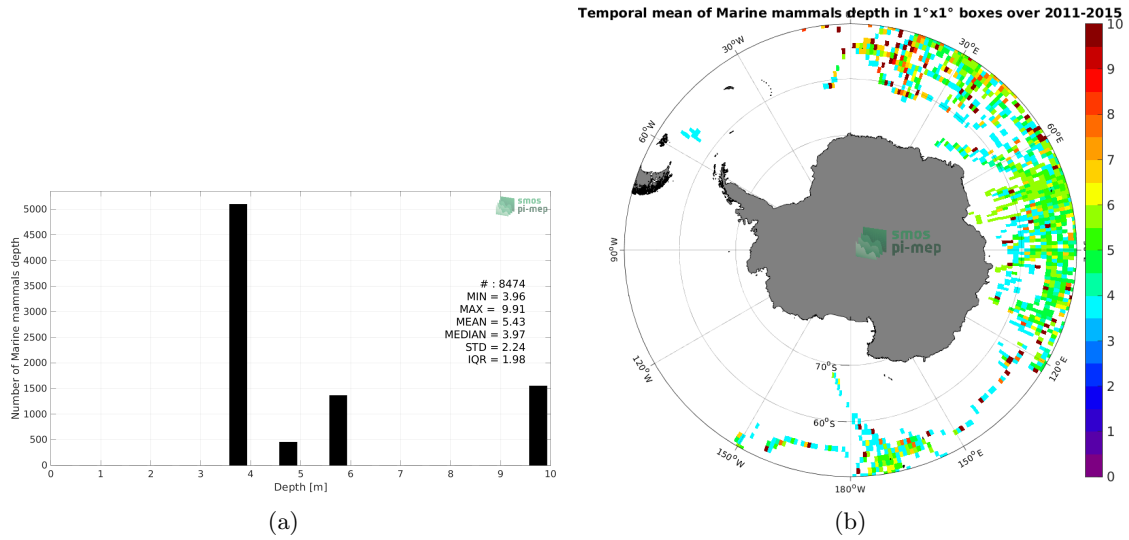 Temporal mean of Marine mammals depth in 1°x1° boxes over 2011-2015
Number of Marine mammals depth
5000
4500
4000
3500
3000
2500
2000
1500
1000
500
0
0 1 2 3 4 5 6 7 8 9 10
Depth [m]
smos
pi-mep
# : 8474
MIN = 3.96
MAX = 9.91
MEAN = 5.43
MEDIAN = 3.97
STD = 2.24
IQR = 1.98
(a)
30°W
30°E
60°W
60°E
90°W
120°W
120°E
150°W
150°E
180°W
70°S
60°S
smos
pi-mep
10
9
8
7
6
5
4
3
2
1
0
(b)